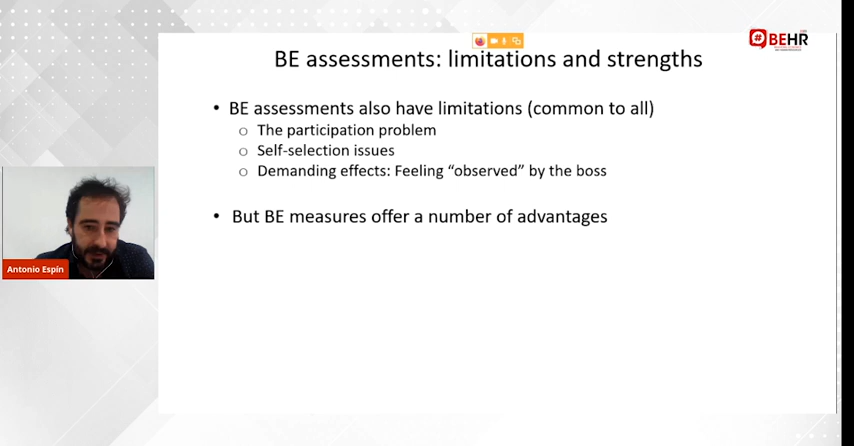 #BEHR
BE assessments: limitations and strengths
• BE assessments also have limitations (common to all)
o The participation problem
o Self-selection issues
o Demanding effects: Feeling “observed” by the boss
• But BE measures offer a number of advantages
Antonio Espín